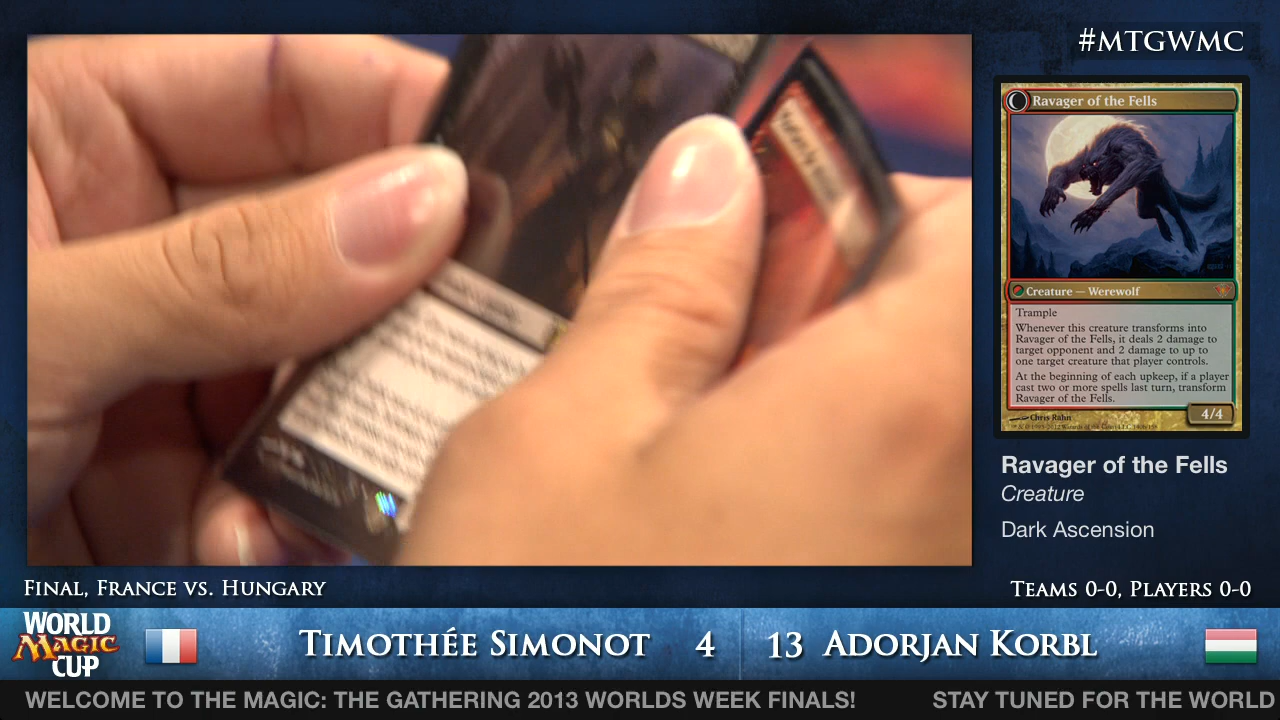 #MTGWMC
Ravager of the Fells
Creature — Werewolf
Trample
Whenever this creature transforms into
Ravager of the Fells, it deals 2 damage to
target opponent and 2 damage to up to
one target creature that player controls.
At the beginning of each upkeep, if a player
cast two or more spells last turn, transform
Ravager of the Fells.
4/4
Chris Rahn
Ravager of the Fells
Creature
Dark Ascension
FINAL, FRANCE VS. HUNGARY
TEAMS 0-0, PLAYERS 0-0
WORLD
MAGIC
CUP
TIMOTHÉE SIMONOT 4 13 ADORJAN KORBL
WELCOME TO THE MAGIC: THE GATHERING 2013 WORLDS WEEK FINALS! STAY TUNED FOR THE WORLD